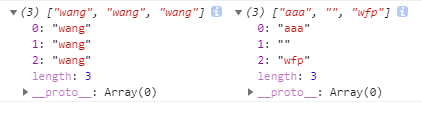 ▼(3) ["wang", "wang", "wang"] i ▼(3) ["aaa", "", "wfp"] i
0: "wang" 0: "aaa"
1: "wang" 1: ""
2: "wang" 2: "wfp"
length: 3 length: 3
▶__proto__: Array(0) ▶__proto__: Array(0)